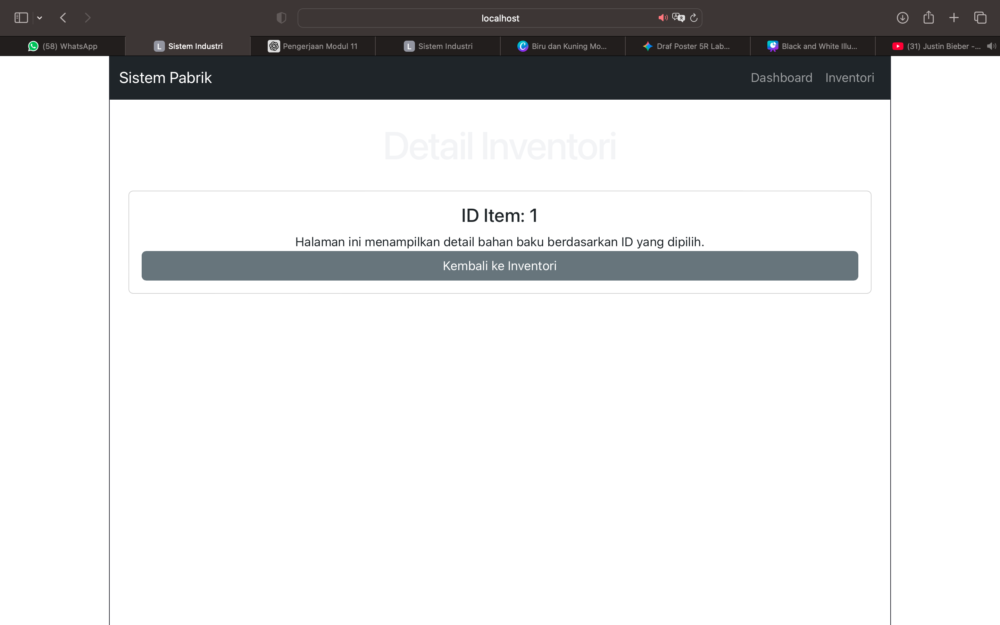 localhost
(58) WhatsApp
L Sistem Industri
Pengerjaan Modul 11
L Sistem Industri
Biru dan Kuning Mo...
Draf Poster 5R Lab...
Black and White Illu...
(31) Justin Bieber -...
Sistem Pabrik
Dashboard Inventori
Detail Inventori
ID Item: 1
Halaman ini menampilkan detail bahan baku berdasarkan ID yang dipilih.
Kembali ke Inventori